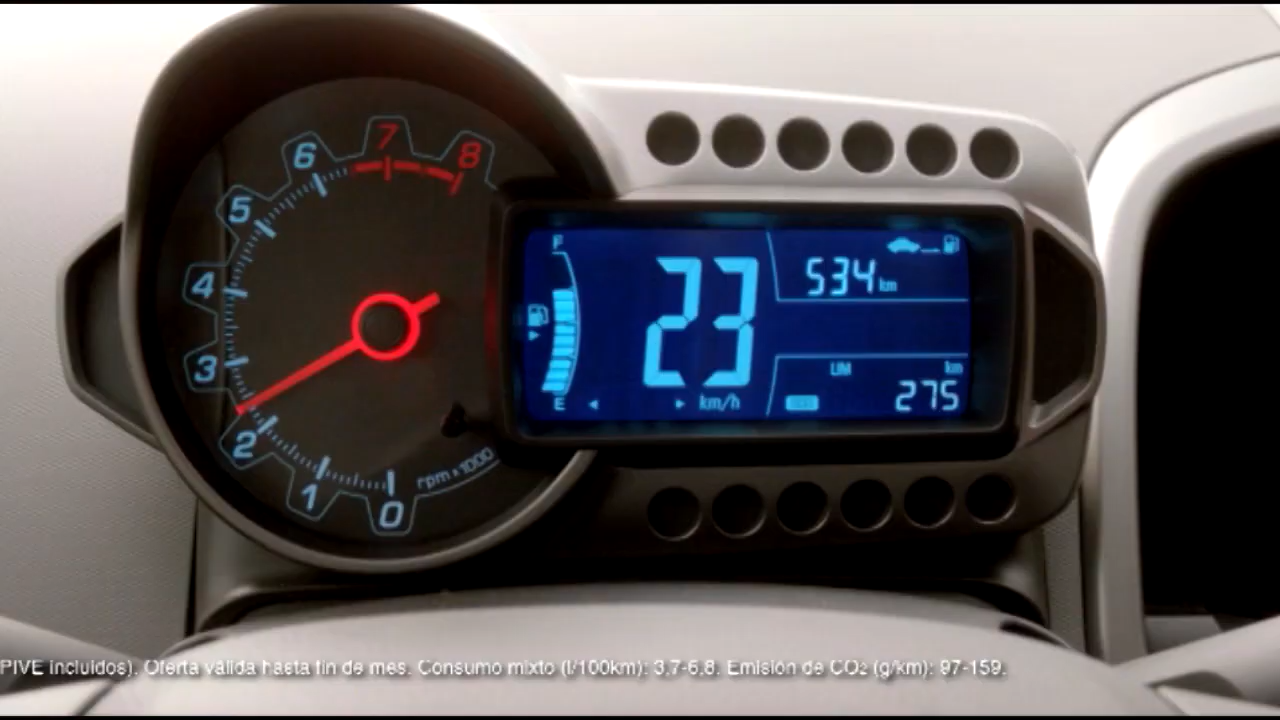 8
7
6
5
4
3
2
1
0
rpm x 1000
F
E
23
km/h
534 km
LIM
km
275
PIVE incluidos). Oferta válida hasta fin de mes. Consumo mixto (l/100km): 3,7-6,8. Emisión de CO₂ (g/km): 97-159.